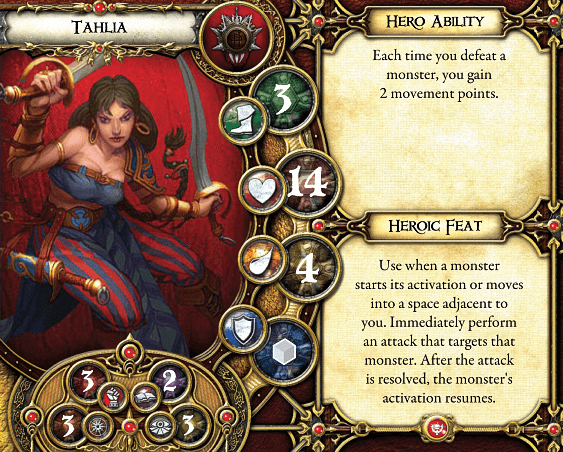 TAHLIA
3
14
4
3
2
3
3
HERO ABILITY
Each time you defeat a
monster, you gain
2 movement points.
HEROIC FEAT
Use when a monster
starts its activation or moves
into a space adjacent to
you. Immediately perform
an attack that targets that
monster. After the attack
is resolved, the monster's
activation resumes.